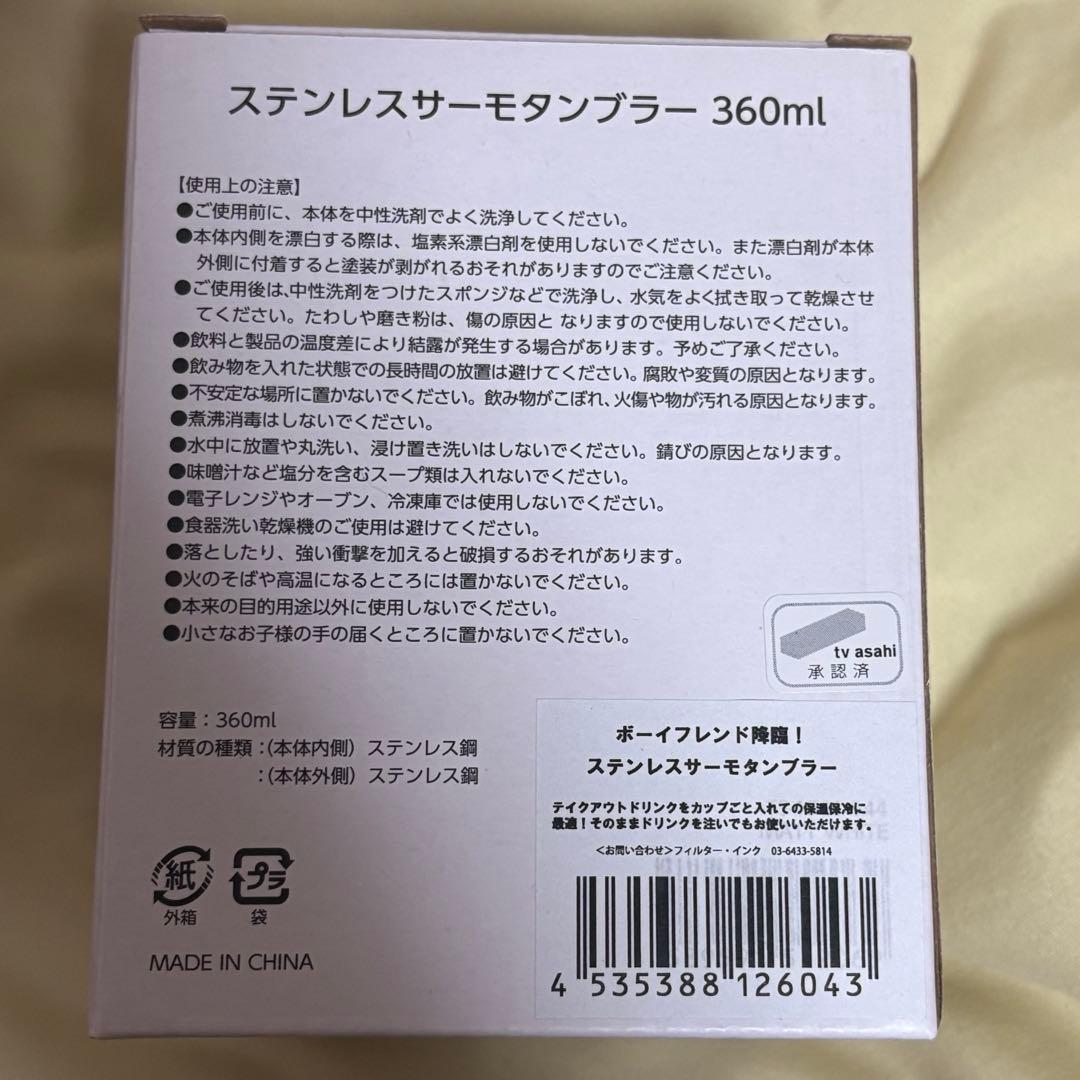 ステンレスサーモタンブラー 360ml
【使用上の注意】
●ご使用前に、本体を中性洗剤でよく洗浄してください。
●本体内側を漂白する際は、塩素系漂白剤を使用しないでください。また漂白剤が本体
外側に付着すると塗装が剥がれるおそれがありますのでご注意ください。
●ご使用後は、中性洗剤をつけたスポンジなどで洗浄し、水気をよく拭き取って乾燥させ
てください。たわしや磨き粉は、傷の原因と なりますので使用しないでください。
●飲料と製品の温度差により結露が発生する場合があります。予めご了承ください。
●飲み物を入れた状態での長時間の放置は避けてください。腐敗や変質の原因となります。
●不安定な場所に置かないでください。飲み物がこぼれ、火傷や物が汚れる原因となります。
●煮沸消毒はしないでください。
●水中に放置や丸洗い、浸け置き洗いはしないでください。錆びの原因となります。
●味噌汁など塩分を含むスープ類は入れないでください。
●電子レンジやオーブン、冷凍庫では使用しないでください。
●食器洗い乾燥機のご使用は避けてください。
●落としたり、強い衝撃を加えると破損するおそれがあります。
●火のそばや高温になるところには置かないでください。
●本来の目的用途以外に使用しないでください。
●小さなお子様の手の届くところに置かないでください。
tv asahi
承認済
容量：360ml
材質の種類：(本体内側) ステンレス鋼
：(本体外側) ステンレス鋼
紙
外箱
プラ
袋
MADE IN CHINA
ボーイフレンド降臨！
ステンレスサーモタンブラー
テイクアウトドリンクをカップごと入れての保温保冷に
最適！そのままドリンクを注いでもお使いいただけます。
＜お問い合わせ＞フィルター・インク 03-6433-5814
4 535388 126043